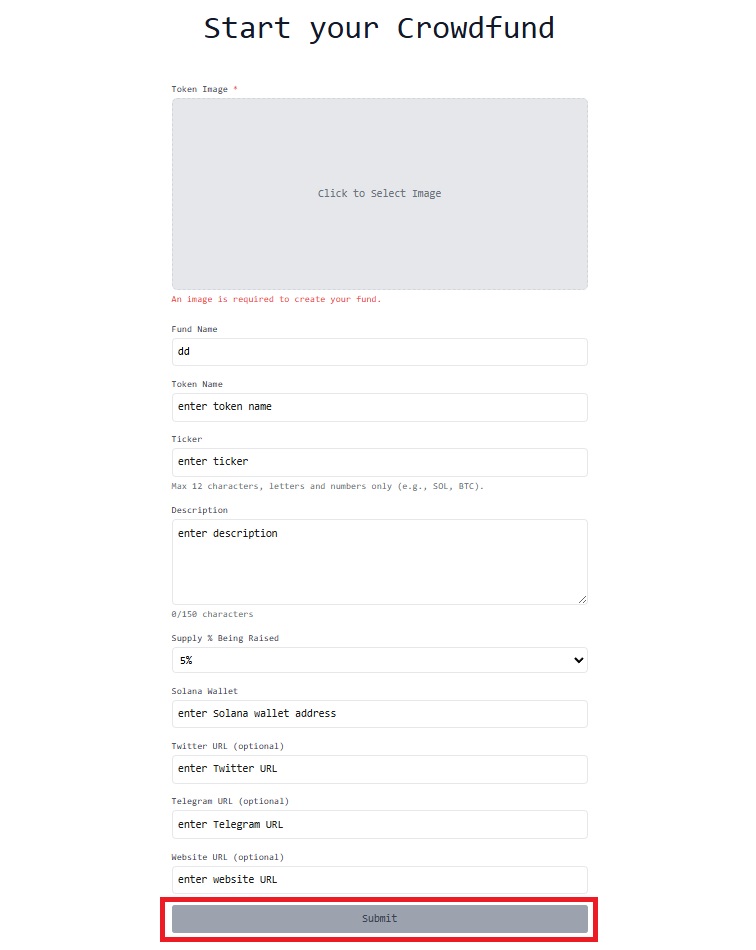 Start your Crowdfund
Token Image *
Click to Select Image
An image is required to create your fund.
Fund Name
dd
Token Name
enter token name
Ticker
enter ticker
Max 12 characters, letters and numbers only (e.g., SOL, BTC).
Description
enter description
0/150 characters
Supply % Being Raised
5%
Solana Wallet
enter Solana wallet address
Twitter URL (optional)
enter Twitter URL
Telegram URL (optional)
enter Telegram URL
Website URL (optional)
enter website URL
Submit